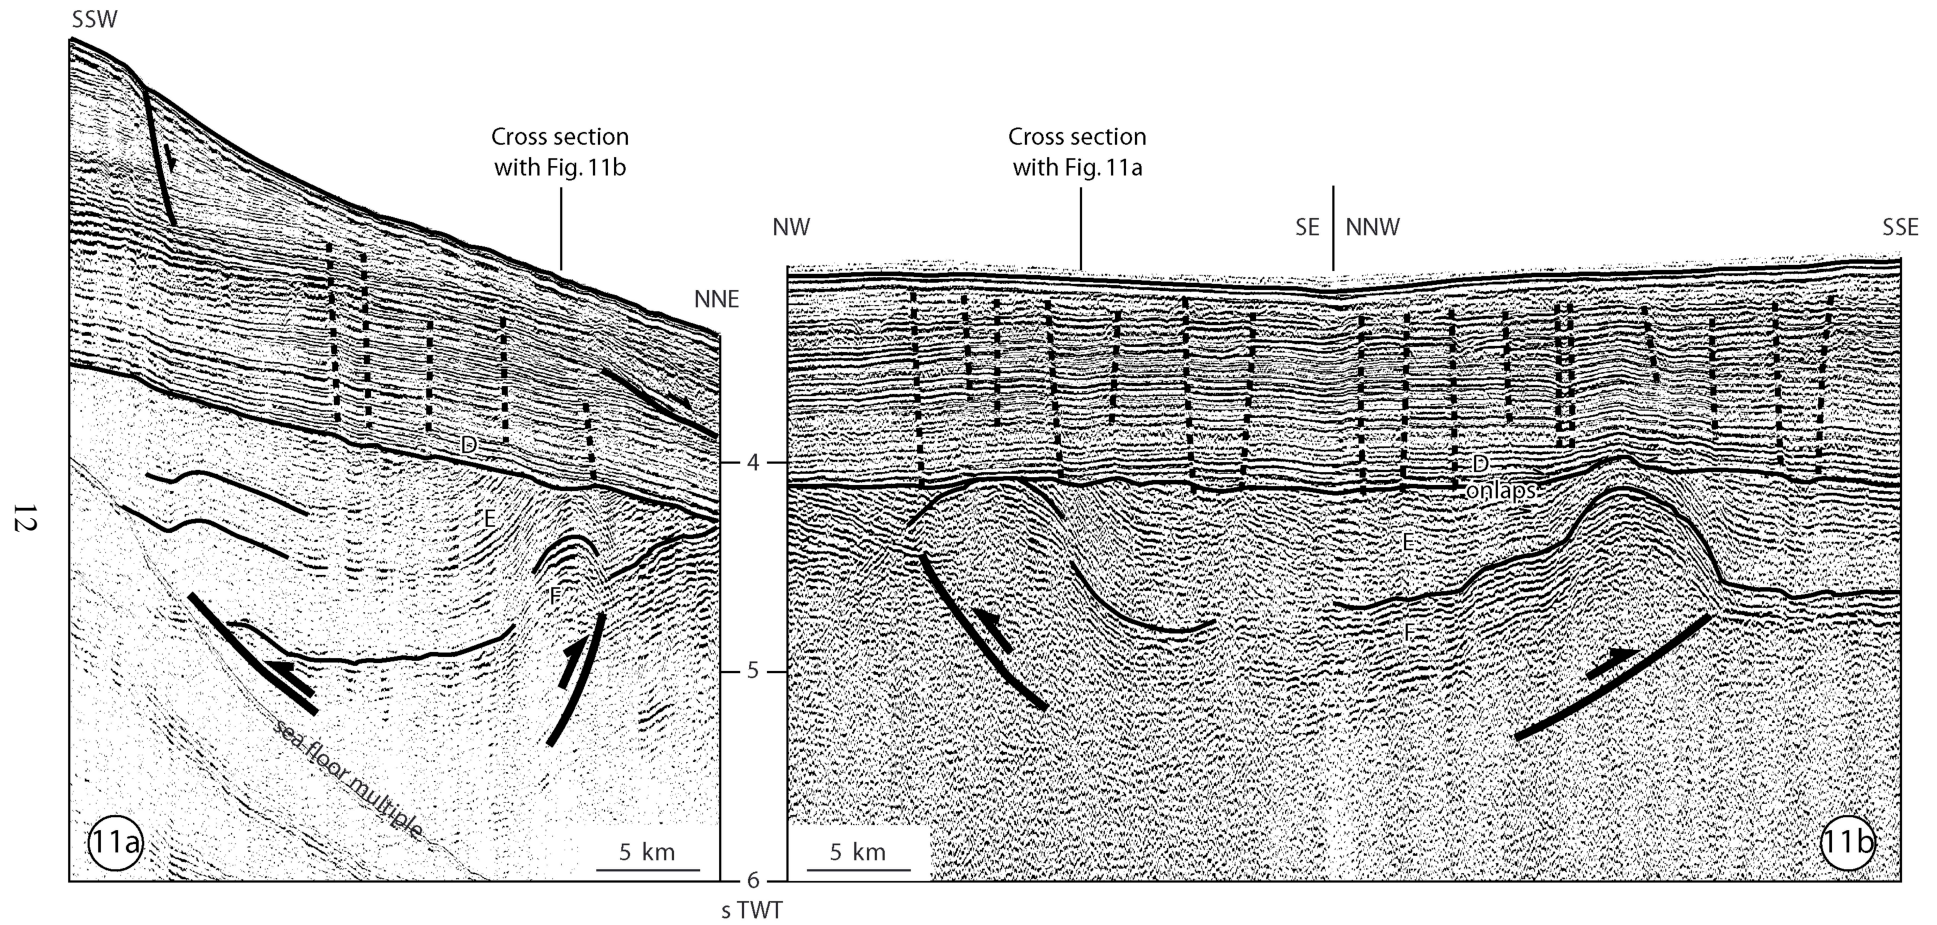 SSW
Cross section
with Fig. 11b
NNE
D
E
F
sea floor multiple
11a
5 km
12
4
5
6
s TWT
Cross section
with Fig. 11a
NW
SE
NNW
SSE
D
onlaps
E
F
5 km
11b